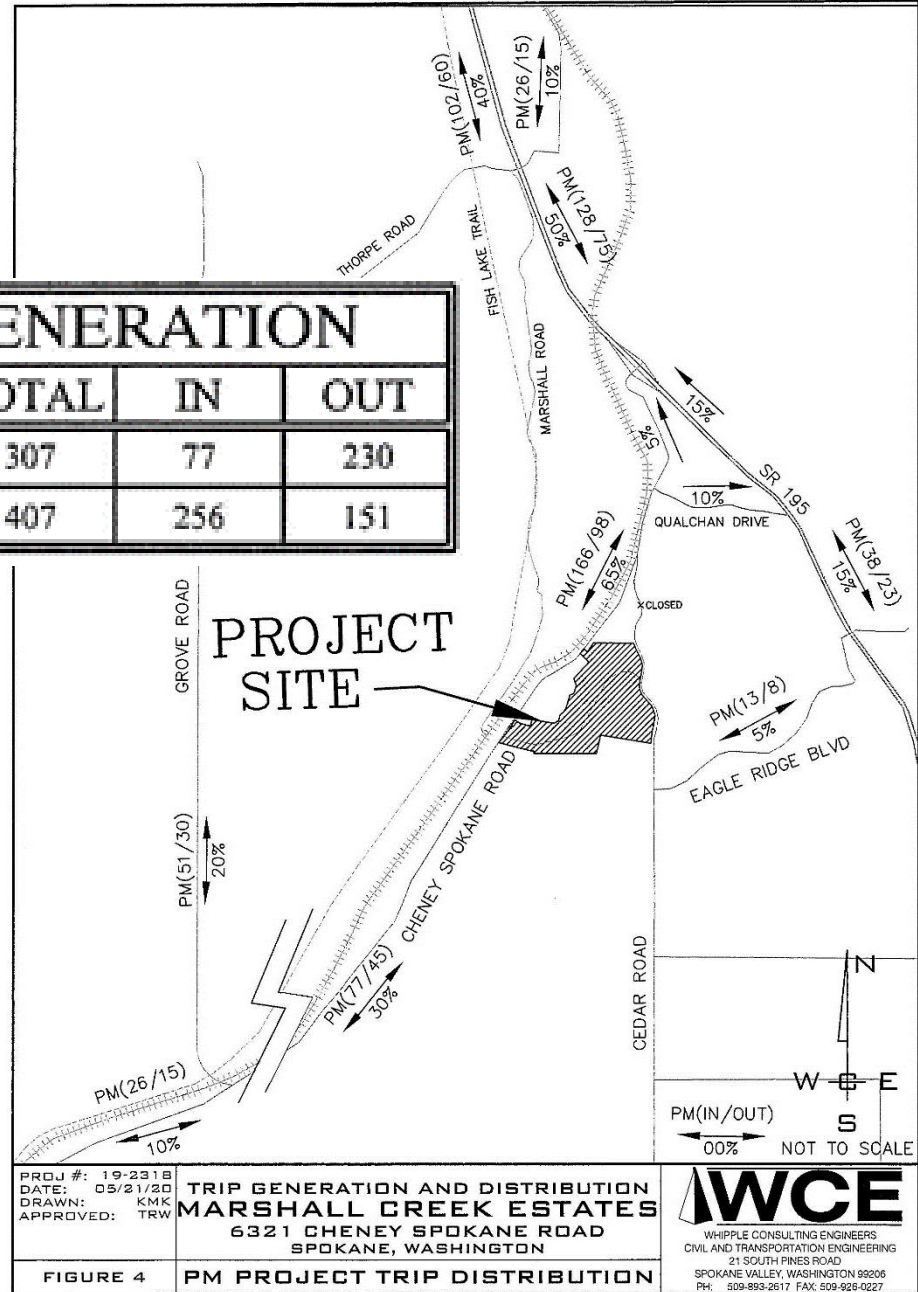 PM(102/60)
40%
PM(26/15)
10%
PM(128/75)
50%
THORPE ROAD
FISH LAKE TRAIL
MARSHALL ROAD
ENERATION
OTAL IN OUT
307 77 230
407 256 151
15%
5%
SR 195
10%
QUALCHAN DRIVE
PM(166/98)
65%
PM(38/23)
15%
CLOSED
GROVE ROAD
PROJECT
SITE
PM(13/8)
5%
EAGLE RIDGE BLVD
PM(51/30)
20%
CHENEY SPOKANE ROAD
PM(77/45)
30%
CEDAR ROAD
N
W C E
S
PM(26/15)
10%
PM(IN/OUT)
00%
NOT TO SCALE
PROJ #: 19-2318
DATE: 05/21/20
DRAWN: KMK
APPROVED: TRW
FIGURE 4
TRIP GENERATION AND DISTRIBUTION
MARSHALL CREEK ESTATES
6321 CHENEY SPOKANE ROAD
SPOKANE, WASHINGTON
PM PROJECT TRIP DISTRIBUTION
WCE
WHIPPLE CONSULTING ENGINEERS
CIVIL AND TRANSPORTATION ENGINEERING
21 SOUTH PINES ROAD
SPOKANE VALLEY, WASHINGTON 99206
PH: 509-893-2617 FAX: 509-926-0227